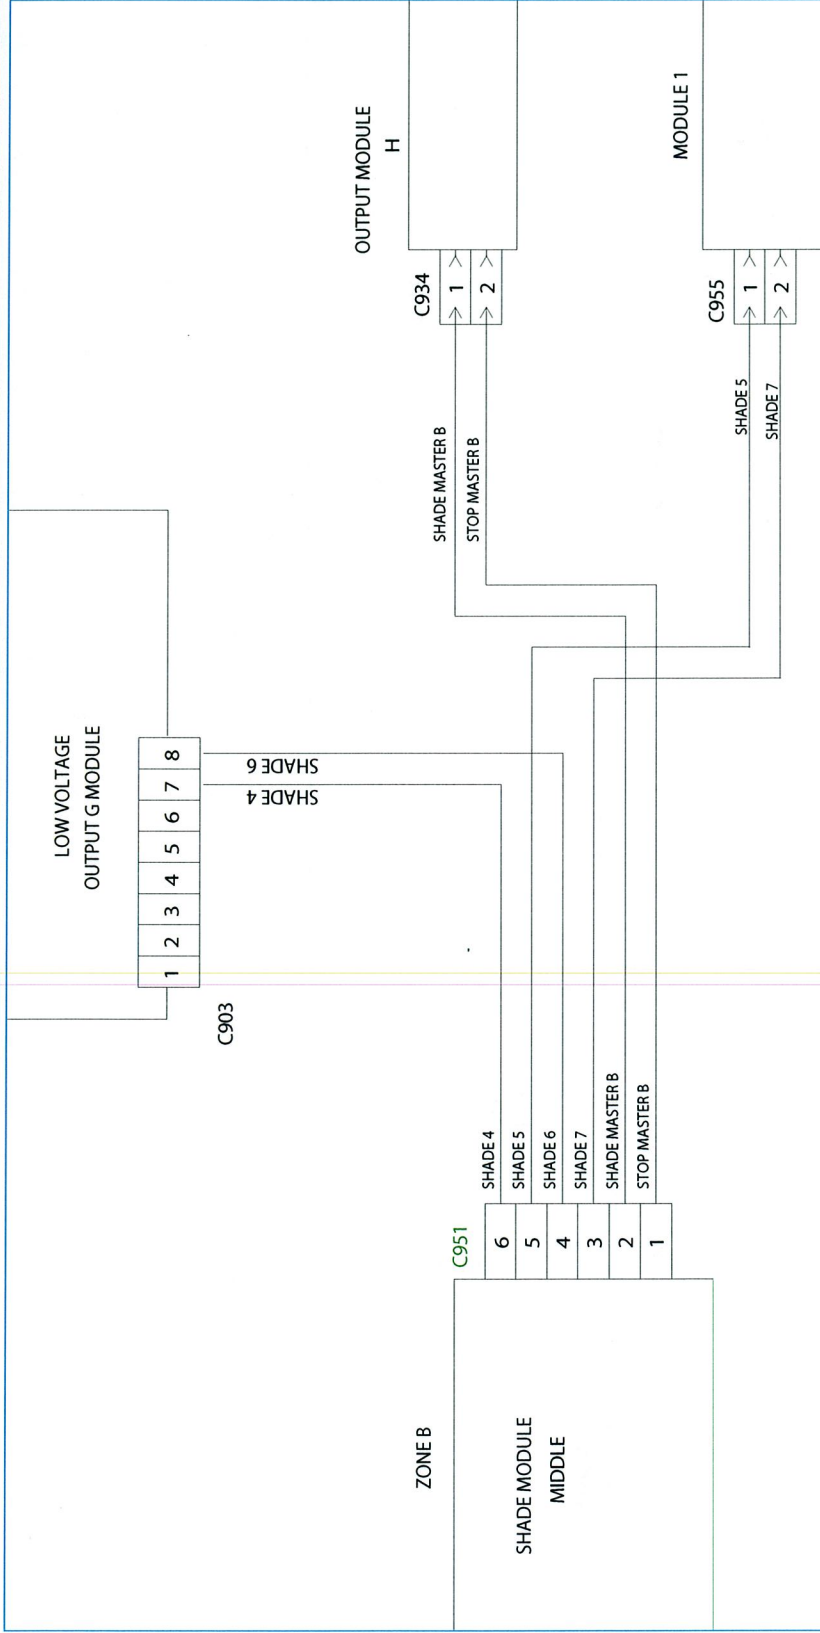 LOW VOLTAGE
OUTPUT G MODULE
1 2 3 4 5 6 7 8
C903
SHADE 6
SHADE 4
OUTPUT MODULE
H
C934
1
2
SHADE MASTER B
STOP MASTER B
MODULE 1
C955
1
2
SHADE 5
SHADE 7
ZONE B
SHADE MODULE
MIDDLE
C951
6 SHADE 4
5 SHADE 5
4 SHADE 6
3 SHADE 7
2 SHADE MASTER B
1 STOP MASTER B